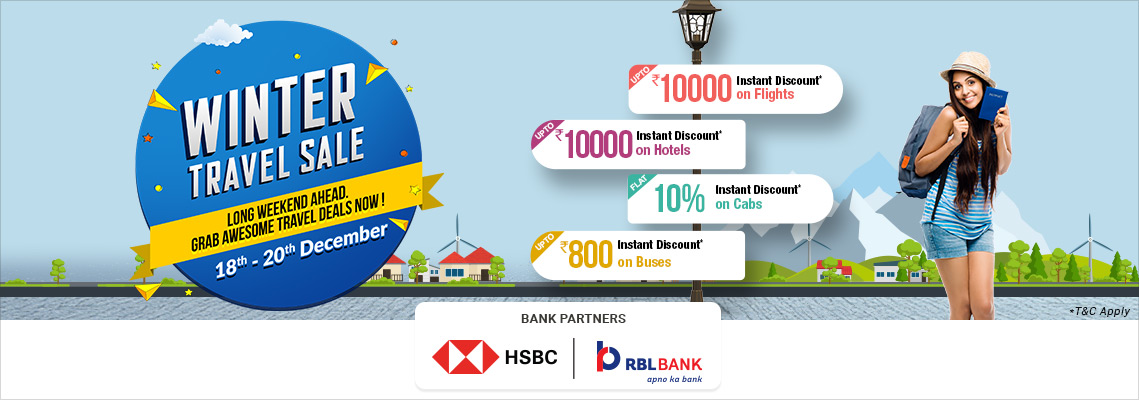 WINTER
TRAVEL SALE
LONG WEEKEND AHEAD.
GRAB AWESOME TRAVEL DEALS NOW !
18th - 20th December
UPTO ₹10000 Instant Discount*
on Flights
UPTO ₹10000 Instant Discount*
on Hotels
FLAT 10% Instant Discount*
on Cabs
UPTO ₹800 Instant Discount*
on Buses
*T&C Apply
BANK PARTNERS
HSBC
RBLBANK
apno ka bank